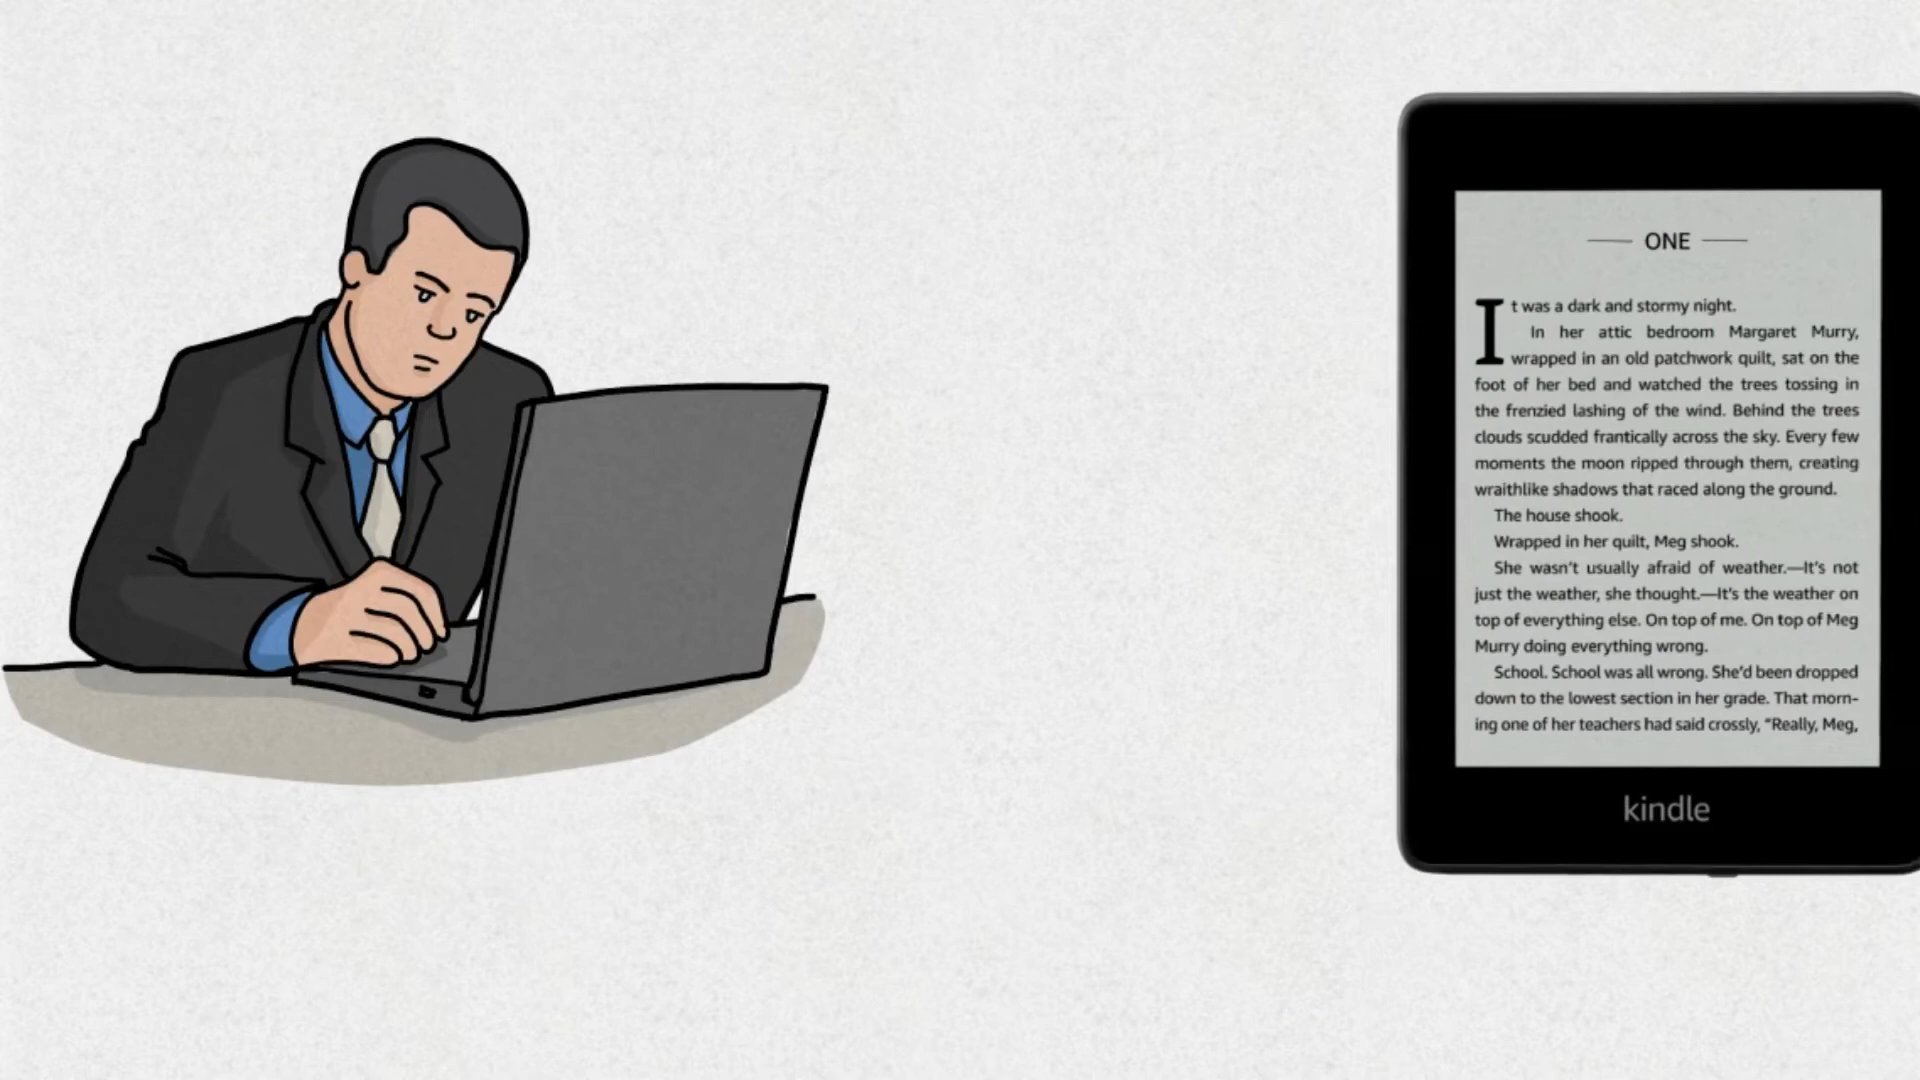 ONE
It was a dark and stormy night.
In her attic bedroom Margaret Murry,
wrapped in an old patchwork quilt, sat on the
foot of her bed and watched the trees tossing in
the frenzied lashing of the wind. Behind the trees
clouds scudded frantically across the sky. Every few
moments the moon ripped through them, creating
wraithlike shadows that raced along the ground.
The house shook.
Wrapped in her quilt, Meg shook.
She wasn’t usually afraid of weather.—It’s not
just the weather, she thought.—It’s the weather on
top of everything else. On top of me. On top of Meg
Murry doing everything wrong.
School. School was all wrong. She’d been dropped
down to the lowest section in her grade. That morn-
ing one of her teachers had said crossly, “Really, Meg,
kindle